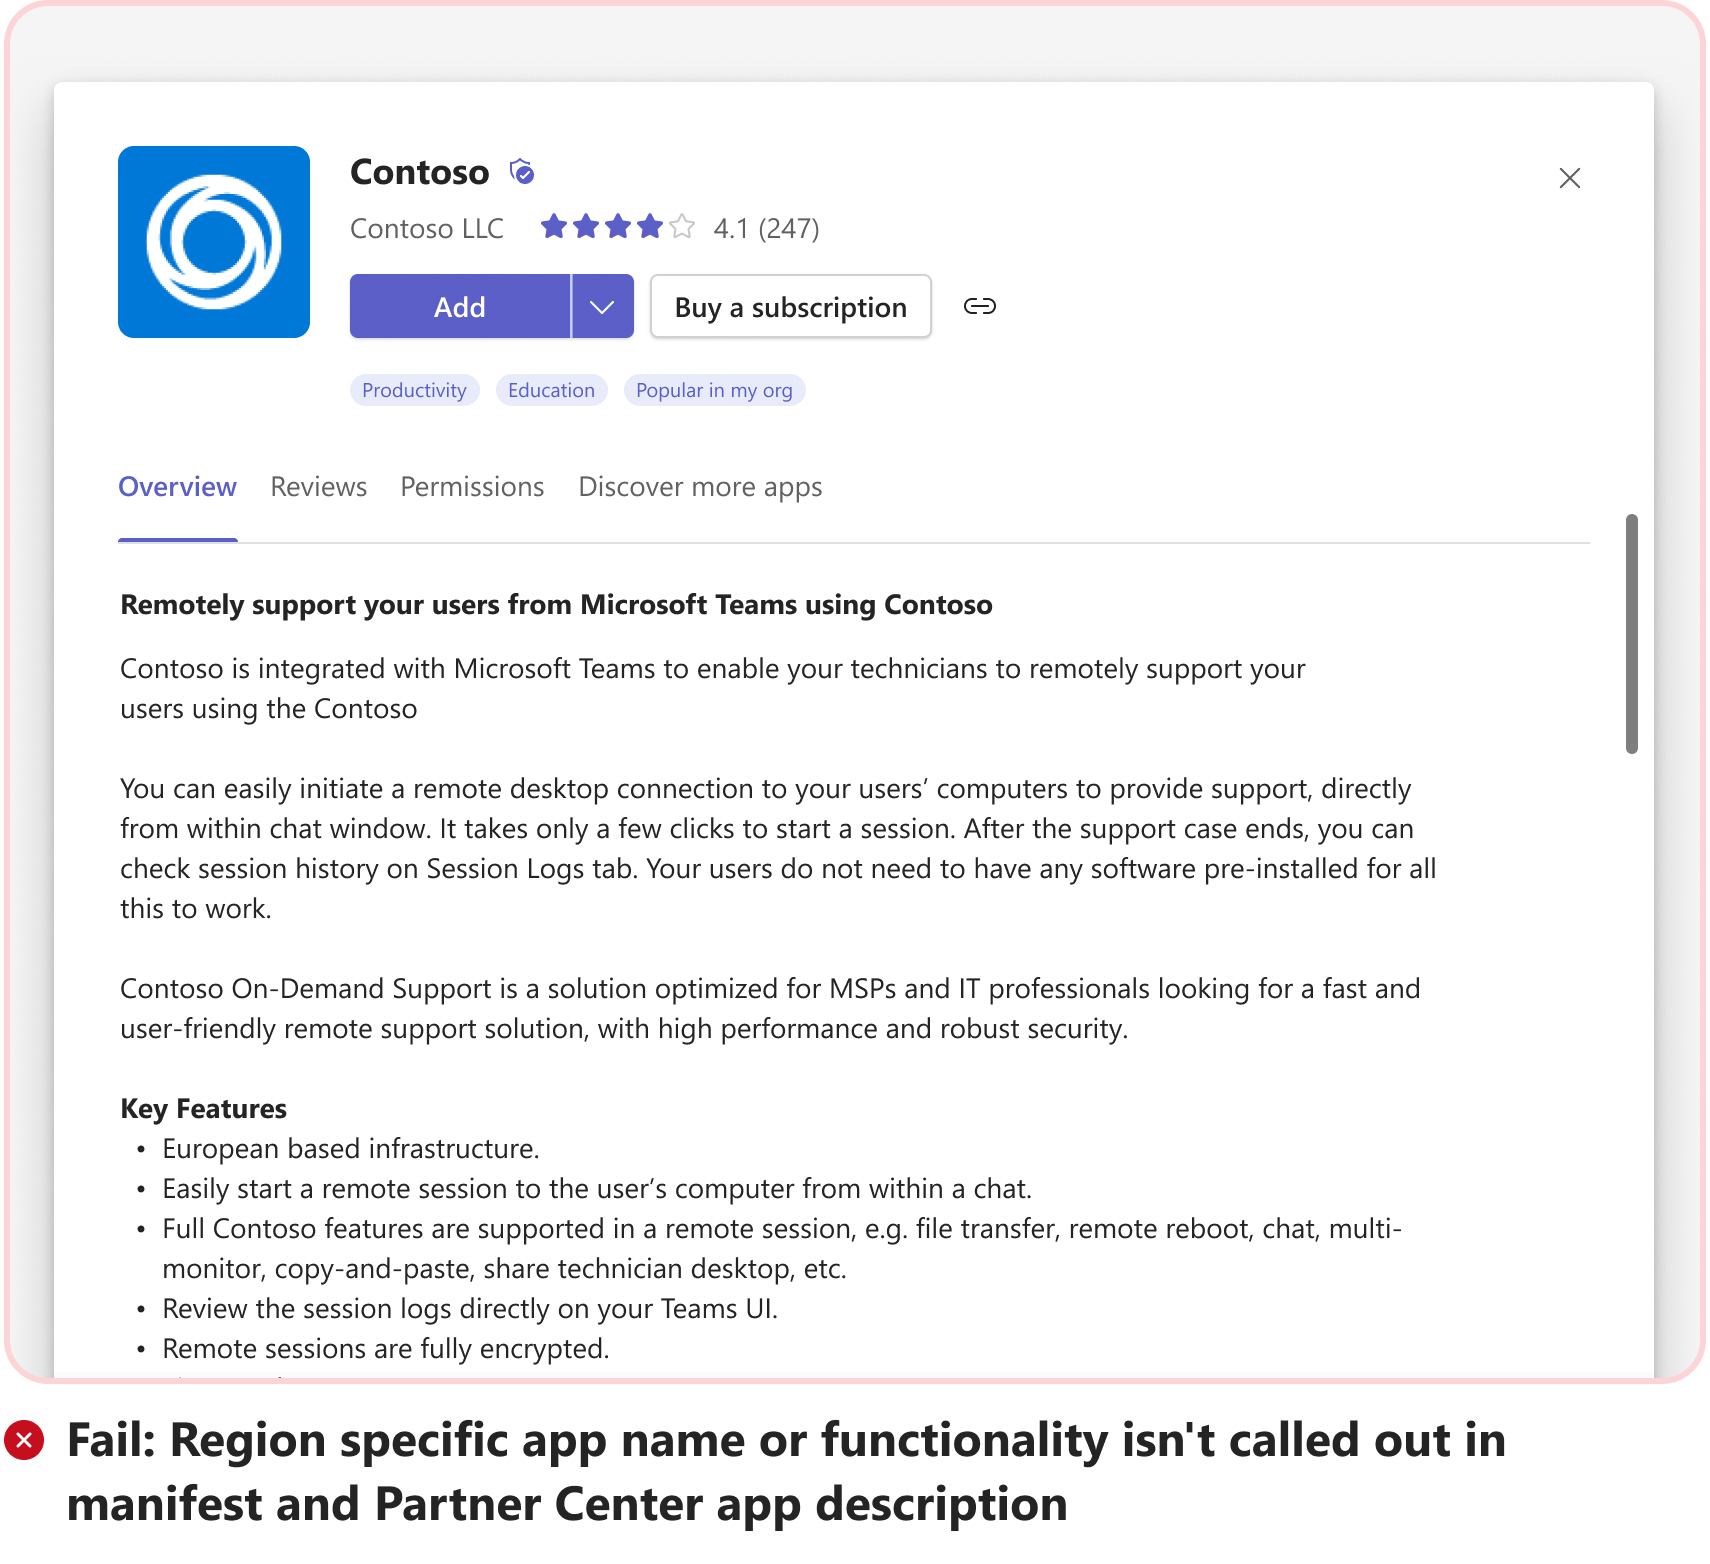 Contoso
Contoso LLC 4.1 (247)
Add Buy a subscription
Productivity Education Popular in my org
Overview Reviews Permissions Discover more apps
Remotely support your users from Microsoft Teams using Contoso
Contoso is integrated with Microsoft Teams to enable your technicians to remotely support your
users using the Contoso
You can easily initiate a remote desktop connection to your users’ computers to provide support, directly
from within chat window. It takes only a few clicks to start a session. After the support case ends, you can
check session history on Session Logs tab. Your users do not need to have any software pre-installed for all
this to work.
Contoso On-Demand Support is a solution optimized for MSPs and IT professionals looking for a fast and
user-friendly remote support solution, with high performance and robust security.
Key Features
• European based infrastructure.
• Easily start a remote session to the user’s computer from within a chat.
• Full Contoso features are supported in a remote session, e.g. file transfer, remote reboot, chat, multi-
monitor, copy-and-paste, share technician desktop, etc.
• Review the session logs directly on your Teams UI.
• Remote sessions are fully encrypted.
Fail: Region specific app name or functionality isn't called out in
manifest and Partner Center app description